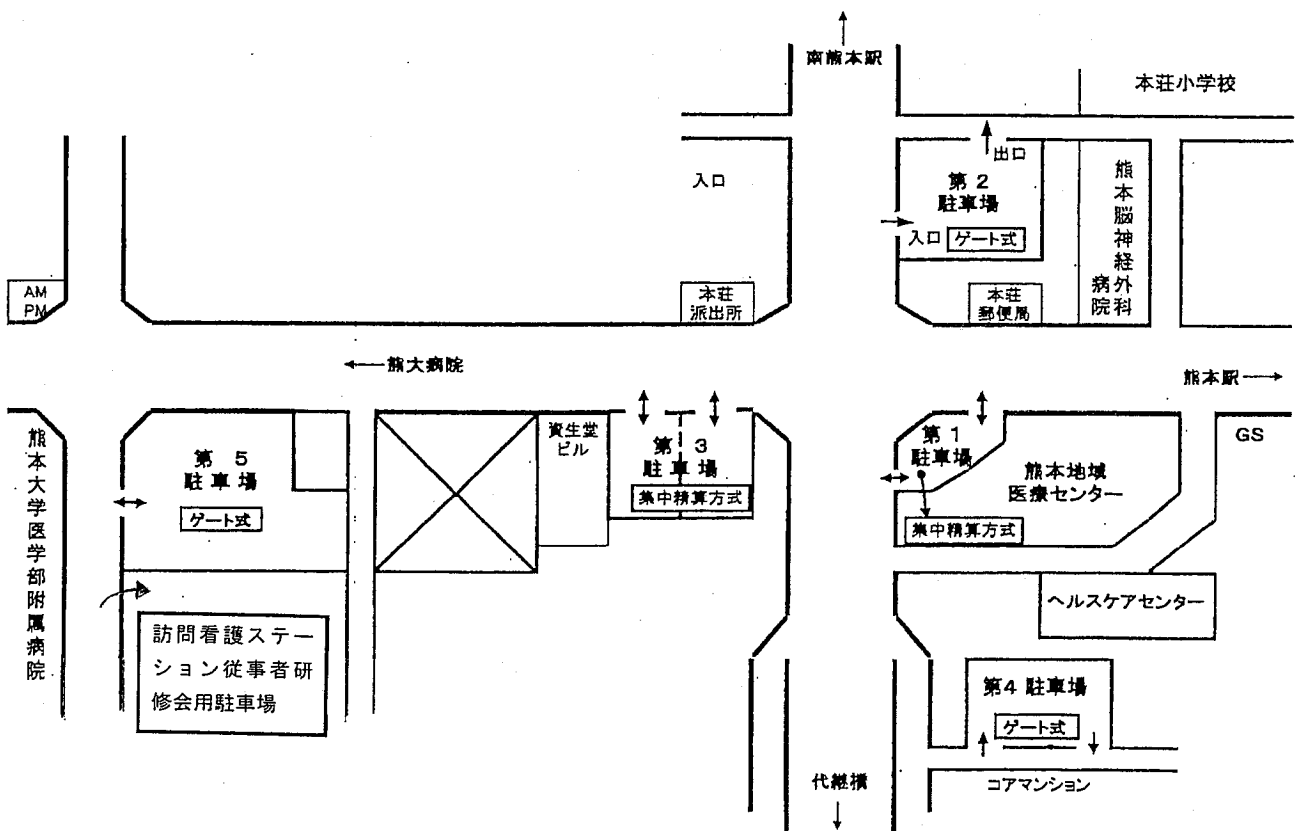 南熊本駅
本荘小学校
出口
入口
第 2
駐車場
入口 ゲート式
熊本脳神経外科
病院
AM
PM
本荘
派出所
本荘
郵便局
←熊大病院
熊本駅→
熊本大学医学部附属病院
第 5
駐車場
ゲート式
資生堂
ビル
第 3
駐車場
集中精算方式
第 1
駐車場
集中精算方式
熊本地域
医療センター
GS
ヘルスケアセンター
訪問看護ステー
ション従事者研
修会用駐車場
第4 駐車場
ゲート式
コアマンション
代継橋